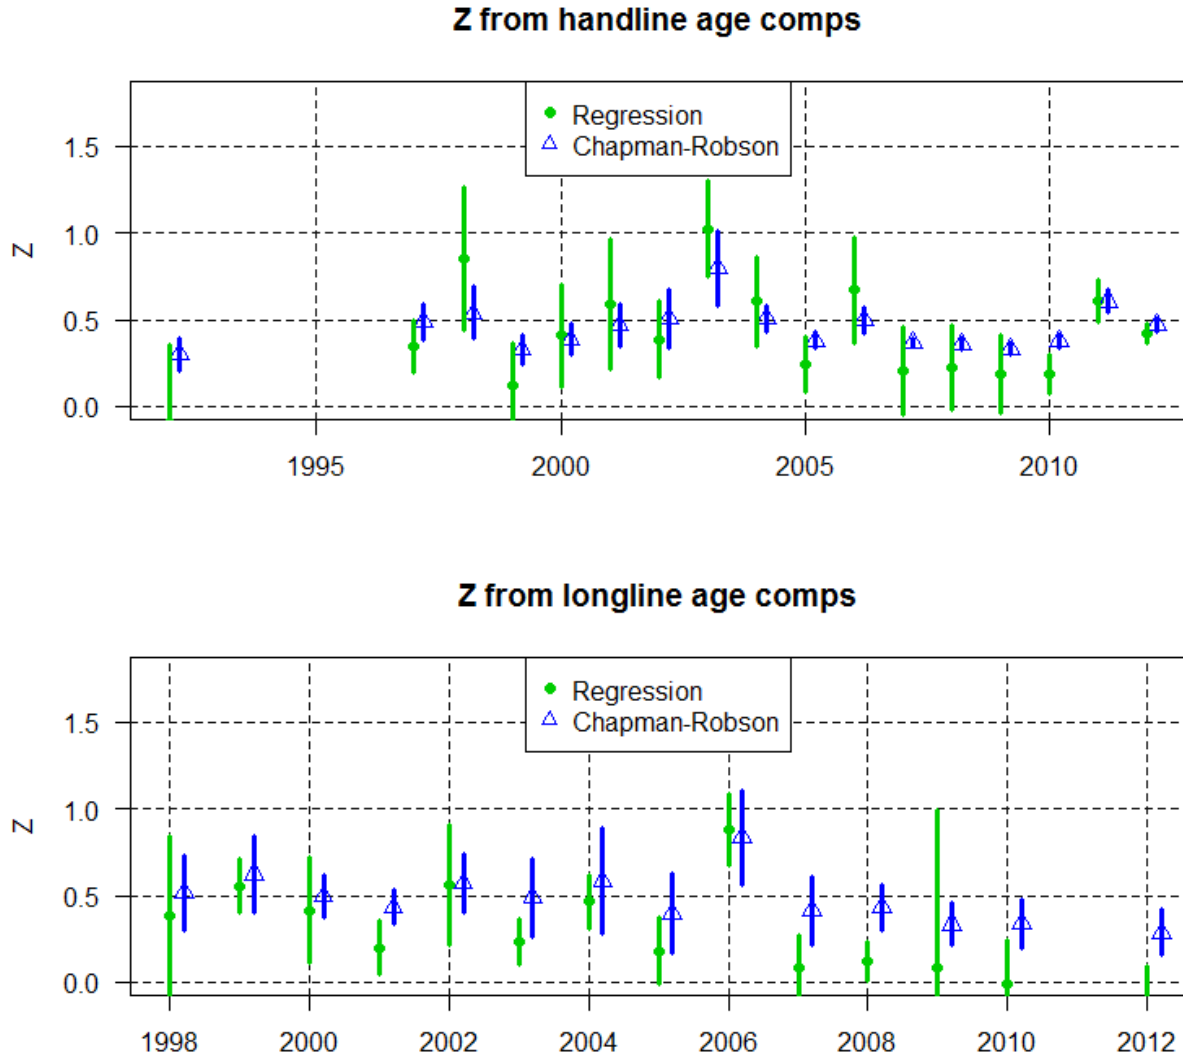 Z from handline age comps
Regression
Chapman-Robson
1.5
1.0
0.5
0.0
Z
1995 2000 2005 2010
Z from longline age comps
Regression
Chapman-Robson
1.5
1.0
0.5
0.0
Z
1998 2000 2002 2004 2006 2008 2010 2012